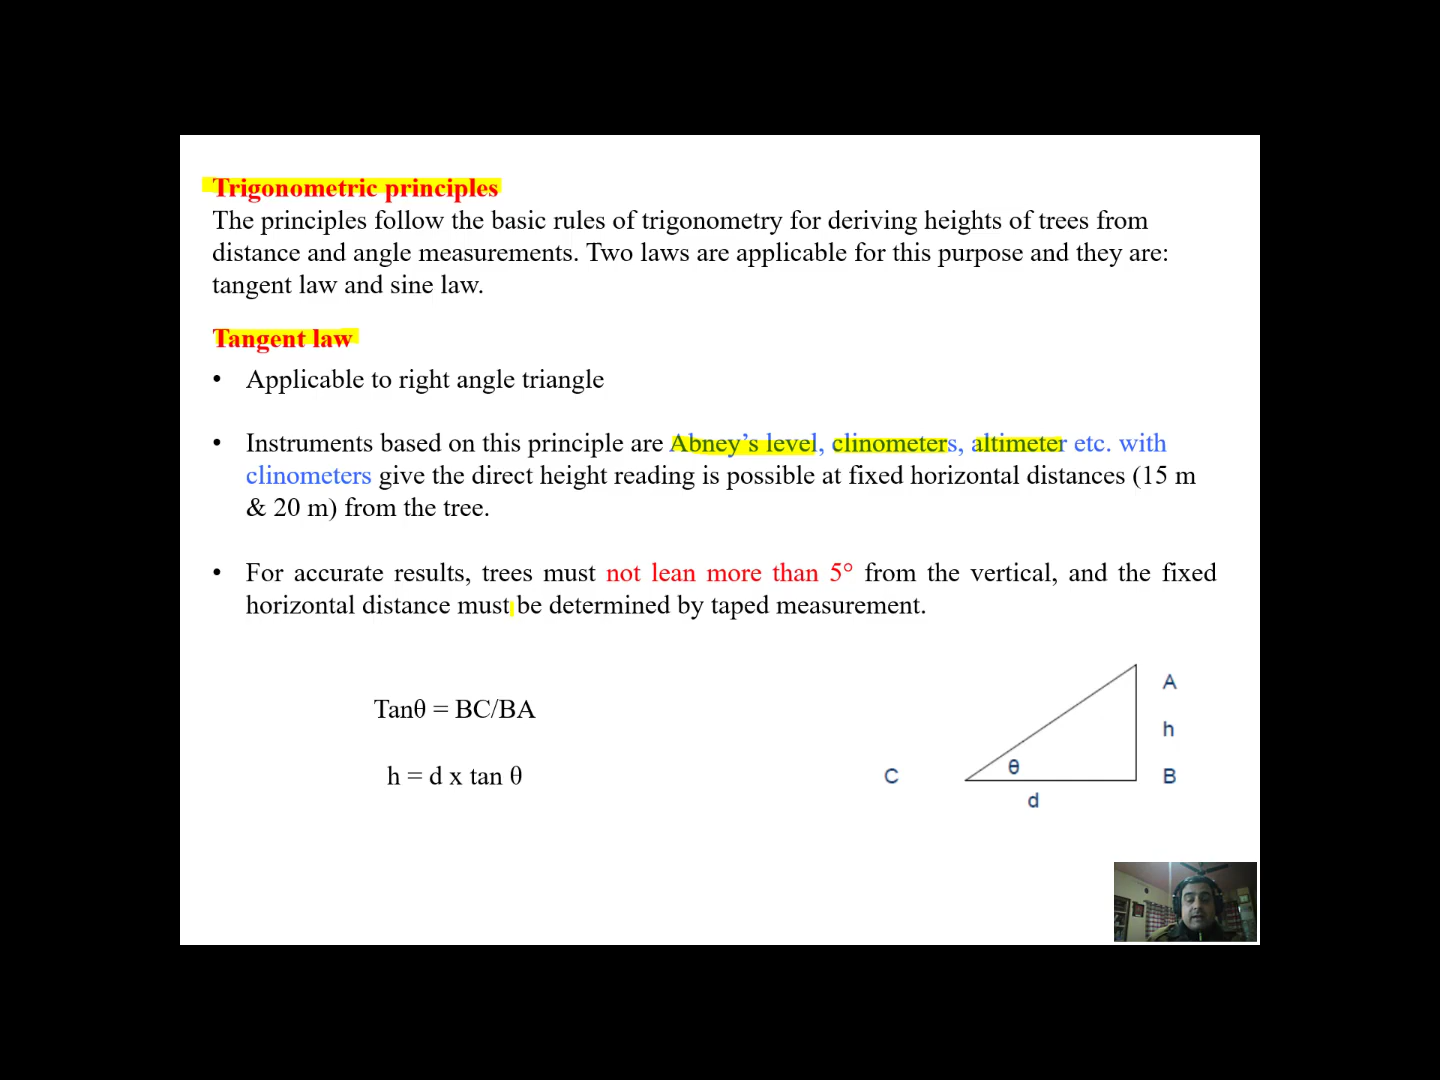 Trigonometric principles
The principles follow the basic rules of trigonometry for deriving heights of trees from
distance and angle measurements. Two laws are applicable for this purpose and they are:
tangent law and sine law.
Tangent law
• Applicable to right angle triangle
• Instruments based on this principle are Abney’s level, clinometers, altimeter etc. with
clinometers give the direct height reading is possible at fixed horizontal distances (15 m
& 20 m) from the tree.
• For accurate results, trees must not lean more than 5° from the vertical, and the fixed
horizontal distance must be determined by taped measurement.
Tanθ = BC/BA
h = d x tan θ
A
h
θ
C
B
d